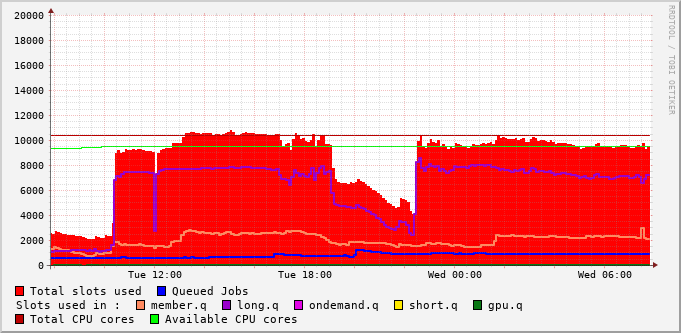 20000
18000
16000
14000
12000
10000
8000
6000
4000
2000
0
Tue 12:00 Tue 18:00 Wed 00:00 Wed 06:00
RRDTOOL / TOBI OETIKER
Total slots used Queued Jobs
Slots used in : member.q long.q ondemand.q short.q gpu.q
Total CPU cores Available CPU cores